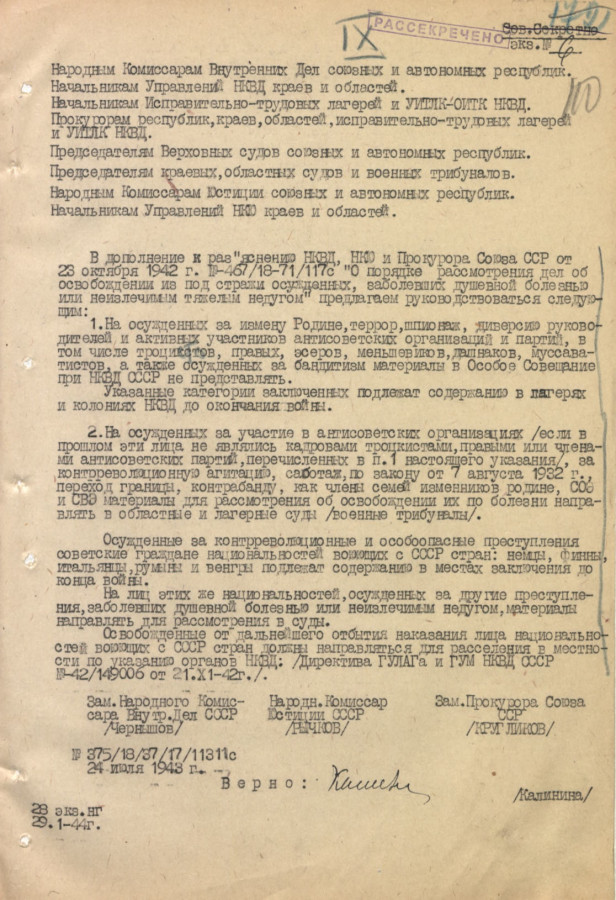 РАССЕКРЕЧЕНО
Сов.Секретно
экз.№ 6
IX
Народным Комиссарам Внутренних Дел союзных и автономных республик.
Начальникам Управлений НКВД краев и областей.
Начальникам Исправительно-трудовых лагерей и УИТЛК-ОИТК НКВД.
Прокурорам республик,краев,областей,исправительно-трудовых лагерей
и УИТЛК НКВД.
Председателям Верховных судов союзных и автономных республик.
Председателям краевых,областных судов и военных трибуналов.
Народным Комиссарам Юстиции союзных и автономных республик.
Начальникам Управлений НКЮ краев и областей.
В дополнение к раз"яснению НКВД, НКЮ и Прокурора Союза ССР от
23 октября 1942 г. №-467/18-71/117с "О порядке рассмотрения дел об
освобождении из под стражи осужденных, заболевших душевной болезнью
или неизлечимым тяжелым недугом" предлагаем руководствоваться следую-
щим:
1.На осужденных за измену Родине,террор,шпионаж, диверсию руково-
дителей и активных участников антисоветских организаций и партий, в
том числе троцкистов, правых, эсеров, меньшевиков,дашнаков, муссава-
тистов, а также осужденных за бандитизм материалы в Особое Совещание
при НКВД СССР не представлять.
Указанные категории заключенных подлежат содержанию в лагерях
и колониях НКВД до окончания войны.
2.На осужденных за участие в антисоветских организациях /если в
прошлом эти лица не являлись кадровыми троцкистами,правыми или члена-
ми антисоветских партий,перечисленных в п.1 настоящего указания/, за
контрреволюционную агитацию, саботаж,по закону от 7 августа 1932 г.,
переход границы, контрабанду, как члены семей изменников родине, СОЭ
и СВЭ материалы для рассмотрения об освобождении их по болезни напра-
влять в областные и лагерные суды /военные трибуналы/.
Осужденные за контрреволюционные и особоопасные преступления
советские граждане национальностей воюющих с СССР стран: немцы, финны,
итальянцы,румыны и венгры подлежат содержанию в местах заключения до
конца войны.
На лиц этих же национальностей,осужденных за другие преступле-
ния,заболевших душевной болезнью или неизлечимым недугом,материалы
направлять для рассмотрения в суды.
Освобожденные от дальнейшего отбытия наказания лица национально-
стей воюющих с СССР стран должны направляться для расселения в местно-
сти по указанию органов НКВД: /Директива ГУЛАГа и ГУМ НКВД СССР
№-42/149006 от 21.XI-42г./.
Зам.Народного Комис- Народн.Комиссар Зам.Прокурора Союза
сара Внутр.Дел СССР Юстиции СССР ССР
/Чернышов/ /РЫЧКОВ/ /КРУГЛИКОВ/
№ 375/18/37/17/11311с
24 июля 1943 г.
Верно:
/Калинина/
28 экз.нг
29.1-44г.